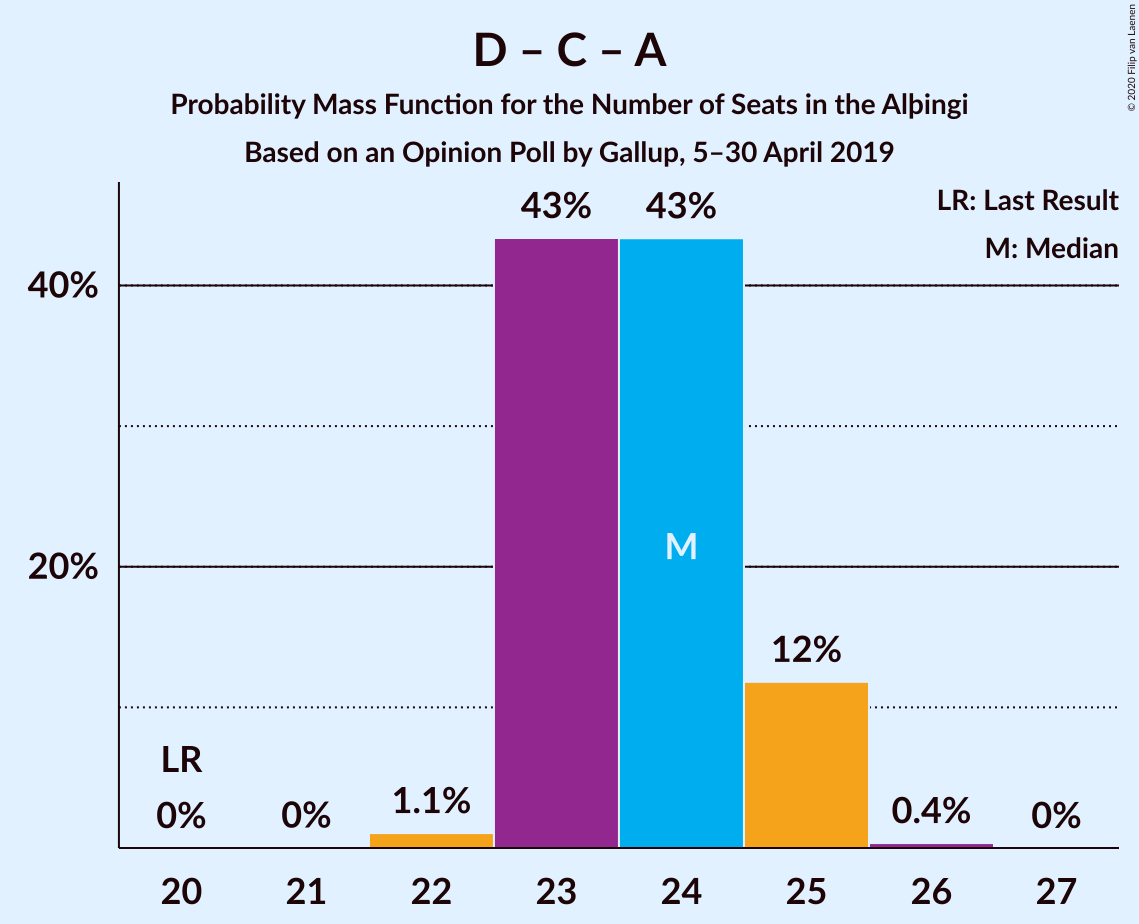 D – C – A
Probability Mass Function for the Number of Seats in the Alþingi
Based on an Opinion Poll by Gallup, 5–30 April 2019
© 2020 Filip van Laenen
LR: Last Result
M: Median
43%
43%
40%
M
20%
12%
LR
0%
0%
1.1%
0.4%
0%
20
21
22
23
24
25
26
27